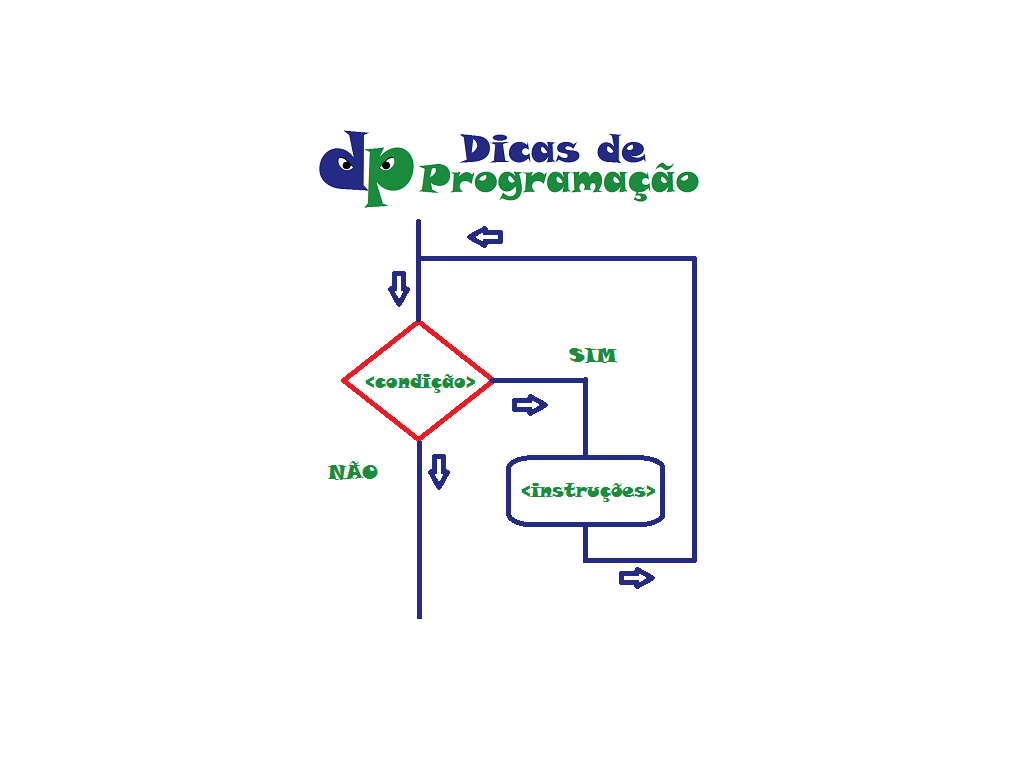 dp
Dicas de
Programação
SIM
<condição>
NÃO
<instruções>